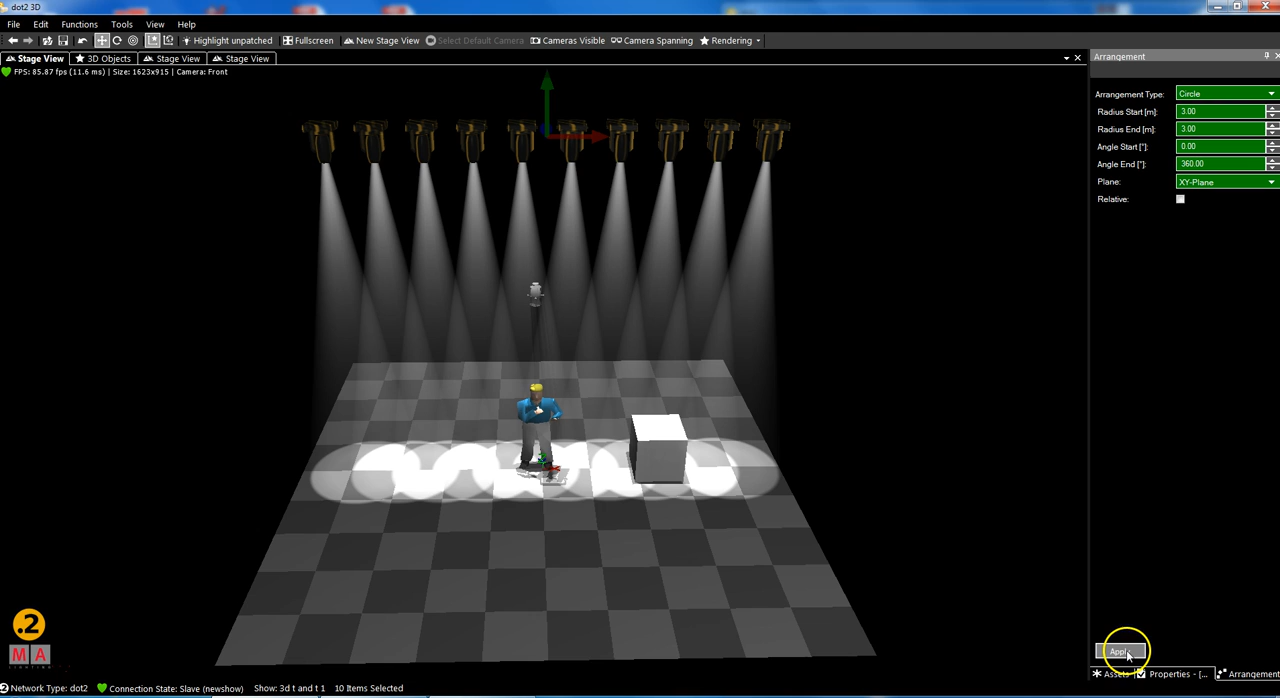 dot2 3D
File Edit Functions Tools View Help
Highlight unpatched Fullscreen New Stage View Select Default Camera Cameras Visible Camera Spanning Rendering
Stage View 3D Objects Stage View Stage View
FPS: 85.87 fps (11.6 ms) | Size: 1623x915 | Camera: Front
Arrangement
Arrangement Type: Circle
Radius Start [m]: 3.00
Radius End [m]: 3.00
Angle Start [°]: 0.00
Angle End [°]: 360.00
Plane: XY-Plane
Relative:
.2
MA
Apply
Assets Properties - [... Arrangement
Network Type: dot2 Connection State: Slave (newshow) Show: 3d t and t 1 10 Items Selected